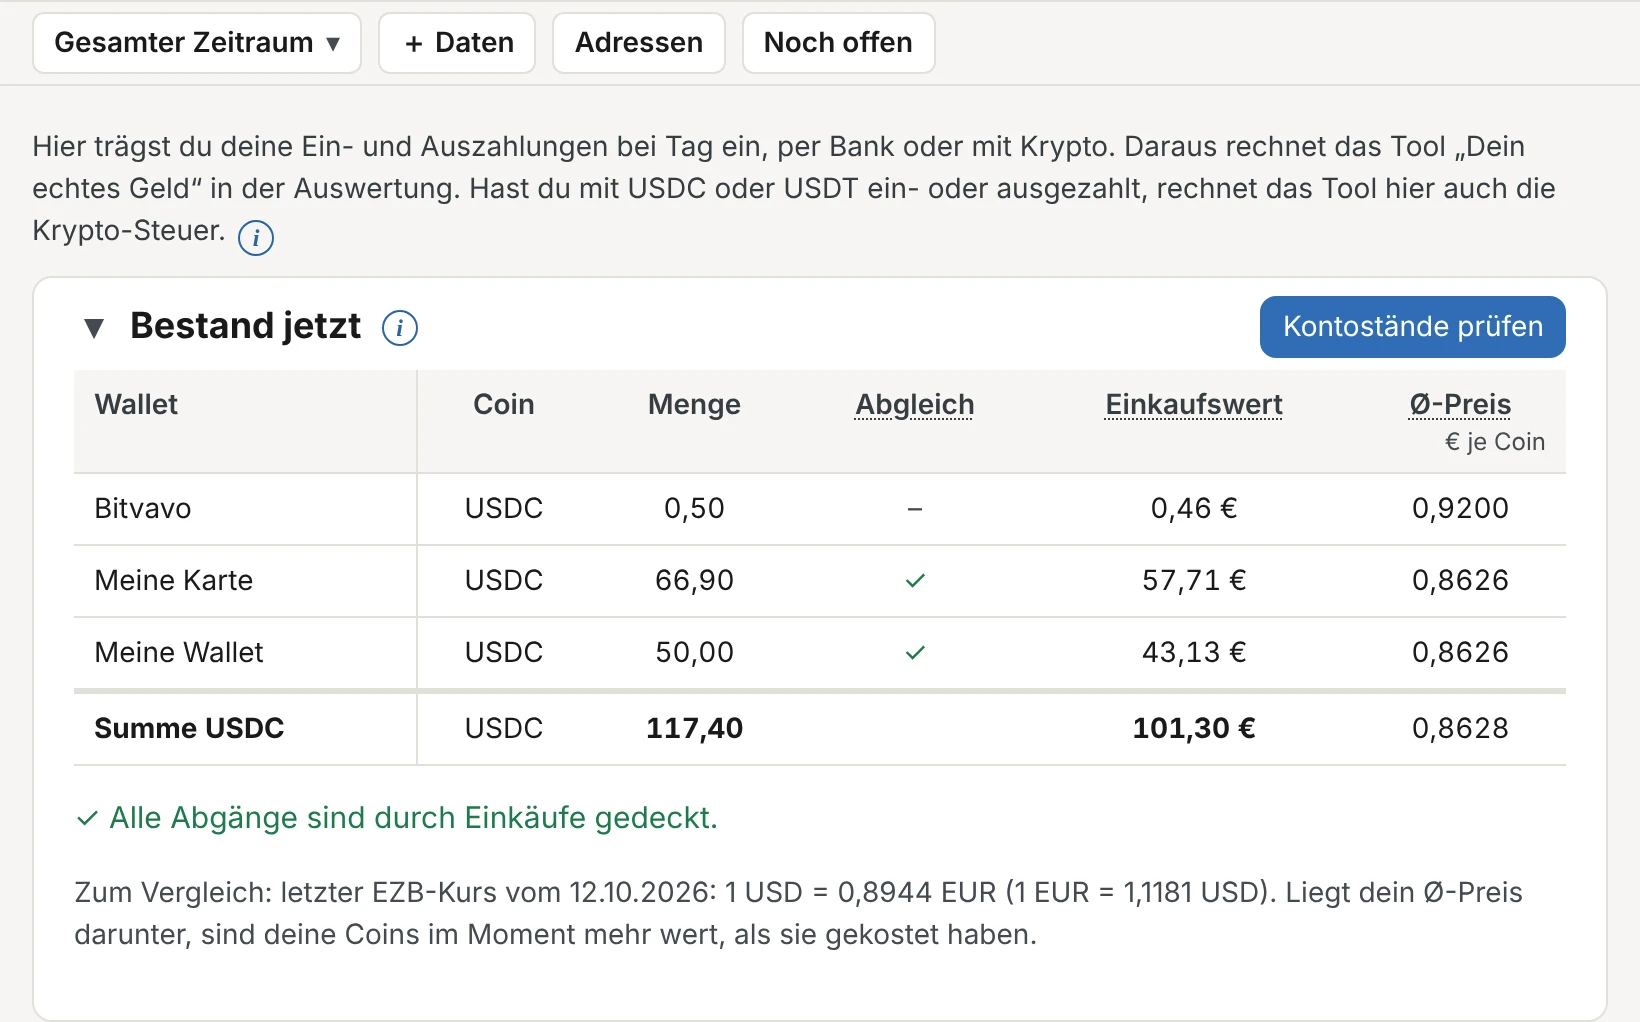 Gesamter Zeitraum ▼ + Daten Adressen Noch offen
Hier trägst du deine Ein- und Auszahlungen bei Tag ein, per Bank oder mit Krypto. Daraus rechnet das Tool „Dein
echtes Geld“ in der Auswertung. Hast du mit USDC oder USDT ein- oder ausgezahlt, rechnet das Tool hier auch die
Krypto-Steuer. i
▼ Bestand jetzt i Kontostände prüfen
Wallet Coin Menge Abgleich Einkaufswert Ø-Preis
€ je Coin
Bitvavo USDC 0,50 – 0,46 € 0,9200
Meine Karte USDC 66,90 ✓ 57,71 € 0,8626
Meine Wallet USDC 50,00 ✓ 43,13 € 0,8626
Summe USDC USDC 117,40 101,30 € 0,8628
✓ Alle Abgänge sind durch Einkäufe gedeckt.
Zum Vergleich: letzter EZB-Kurs vom 12.10.2026: 1 USD = 0,8944 EUR (1 EUR = 1,1181 USD). Liegt dein Ø-Preis
darunter, sind deine Coins im Moment mehr wert, als sie gekostet haben.